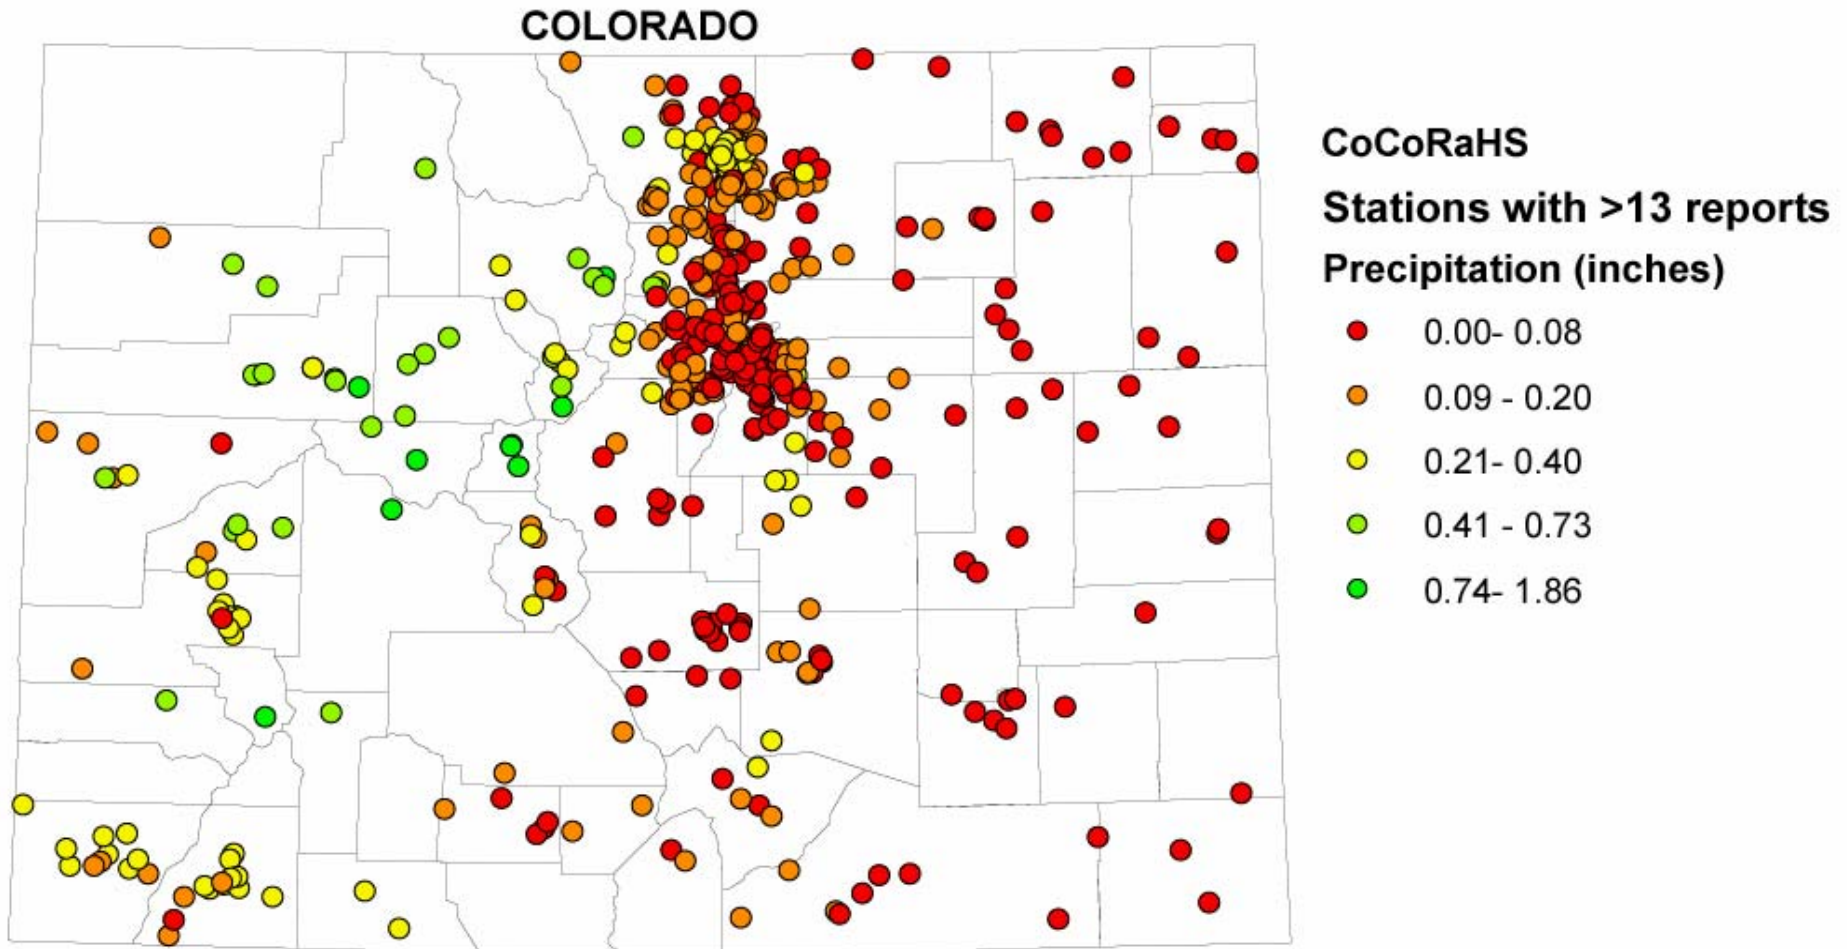 COLORADO
CoCoRaHS
Stations with >13 reports
Precipitation (inches)
0.00- 0.08
0.09 - 0.20
0.21- 0.40
0.41 - 0.73
0.74- 1.86